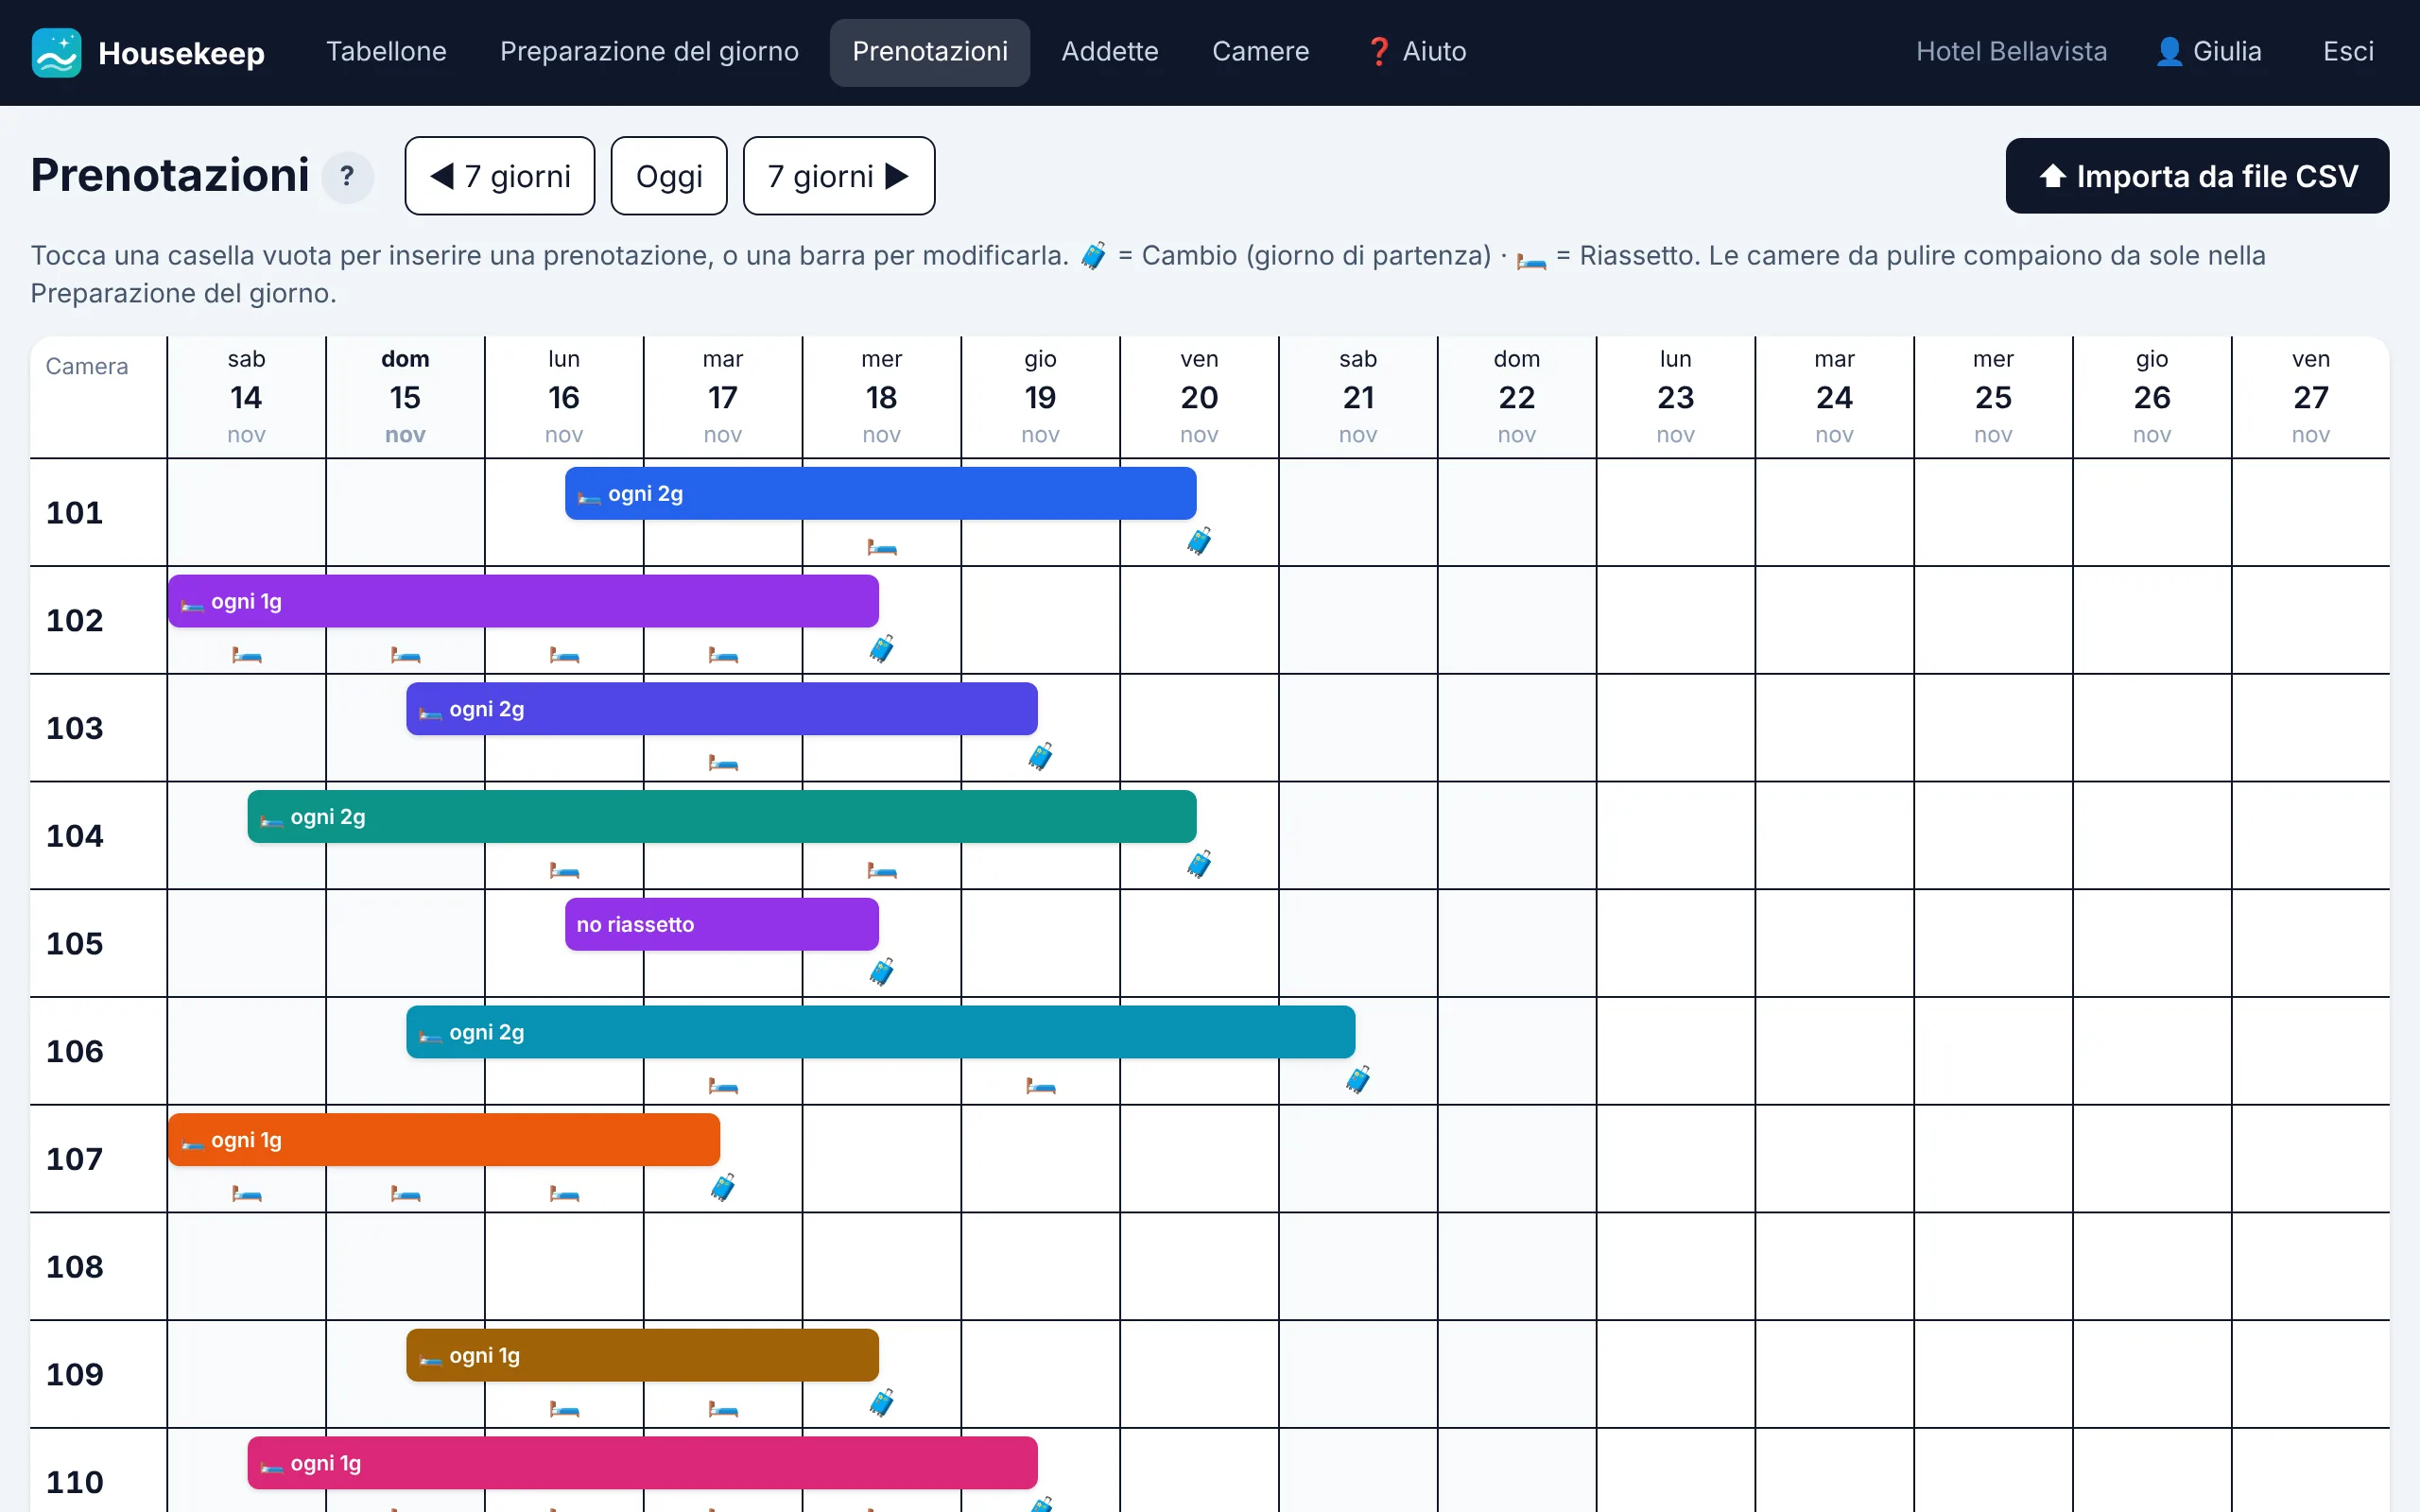 Housekeep Tabellone Preparazione del giorno Prenotazioni Addette Camere ❓ Aiuto Hotel Bellavista 👤 Giulia Esci
Prenotazioni ? ◀ 7 giorni Oggi 7 giorni ▶ ⬆ Importa da file CSV
Tocca una casella vuota per inserire una prenotazione, o una barra per modificarla. 🧳 = Cambio (giorno di partenza) · 🛏️ = Riassetto. Le camere da pulire compaiono da sole nella
Preparazione del giorno.
Camera sab dom lun mar mer gio ven sab dom lun mar mer gio ven
14 15 16 17 18 19 20 21 22 23 24 25 26 27
nov nov nov nov nov nov nov nov nov nov nov nov nov nov
101 🛏️ ogni 2g
102 🛏️ ogni 1g
103 🛏️ ogni 2g
104 🛏️ ogni 2g
105 no riassetto
106 🛏️ ogni 2g
107 🛏️ ogni 1g
108
109 🛏️ ogni 1g
110 🛏️ ogni 1g